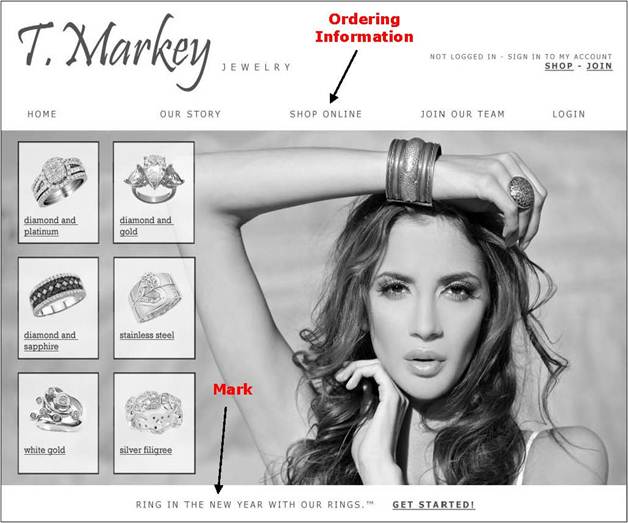 Ordering
Information
T. Markey
JEWELRY
NOT LOGGED IN - SIGN IN TO MY ACCOUNT
SHOP - JOIN
HOME OUR STORY SHOP ONLINE JOIN OUR TEAM LOGIN
diamond and
platinum
diamond and
gold
diamond and
sapphire
stainless steel
white gold
silver filigree
Mark
RING IN THE NEW YEAR WITH OUR RINGS.™ GET STARTED!